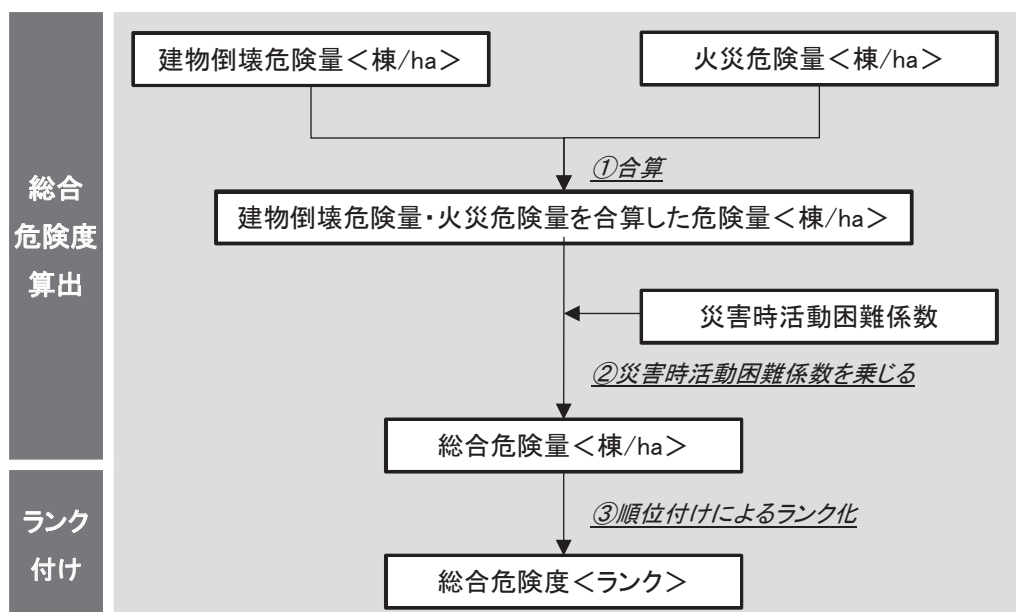 総合
危険度
算出
建物倒壊危険量＜棟/ha＞
火災危険量＜棟/ha＞
①合算
建物倒壊危険量・火災危険量を合算した危険量＜棟/ha＞
災害時活動困難係数
②災害時活動困難係数を乗じる
総合危険量＜棟/ha＞
ランク
付け
③順位付けによるランク化
総合危険度＜ランク＞